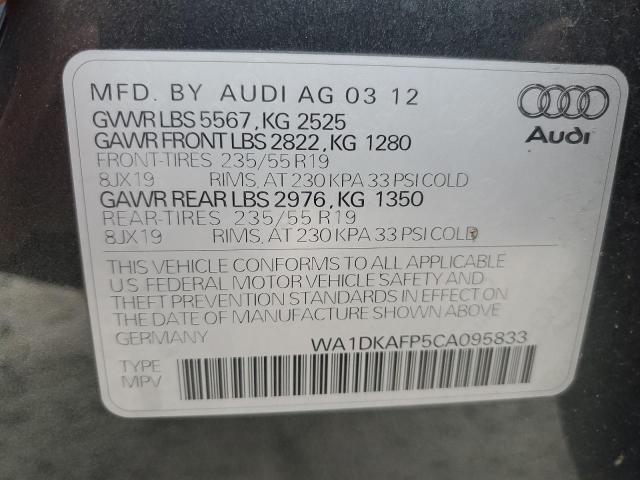 MFD. BY AUDI AG 03 12
GVWR LBS 5567, KG 2525
GAWR FRONT LBS 2822, KG 1280
FRONT-TIRES 235/55 R19
8JX19 RIMS, AT 230 KPA 33 PSI COLD
GAWR REAR LBS 2976, KG 1350
REAR-TIRES 235/55 R19
8JX19 RIMS, AT 230 KPA 33 PSI COLD
Audi
THIS VEHICLE CONFORMS TO ALL APPLICABLE
U.S. FEDERAL MOTOR VEHICLE SAFETY AND
THEFT PREVENTION STANDARDS IN EFFECT ON
THE DATE OF MANUFACTURE SHOWN ABOVE
GERMANY WA1DKAFP5CA095833
TYPE
MPV